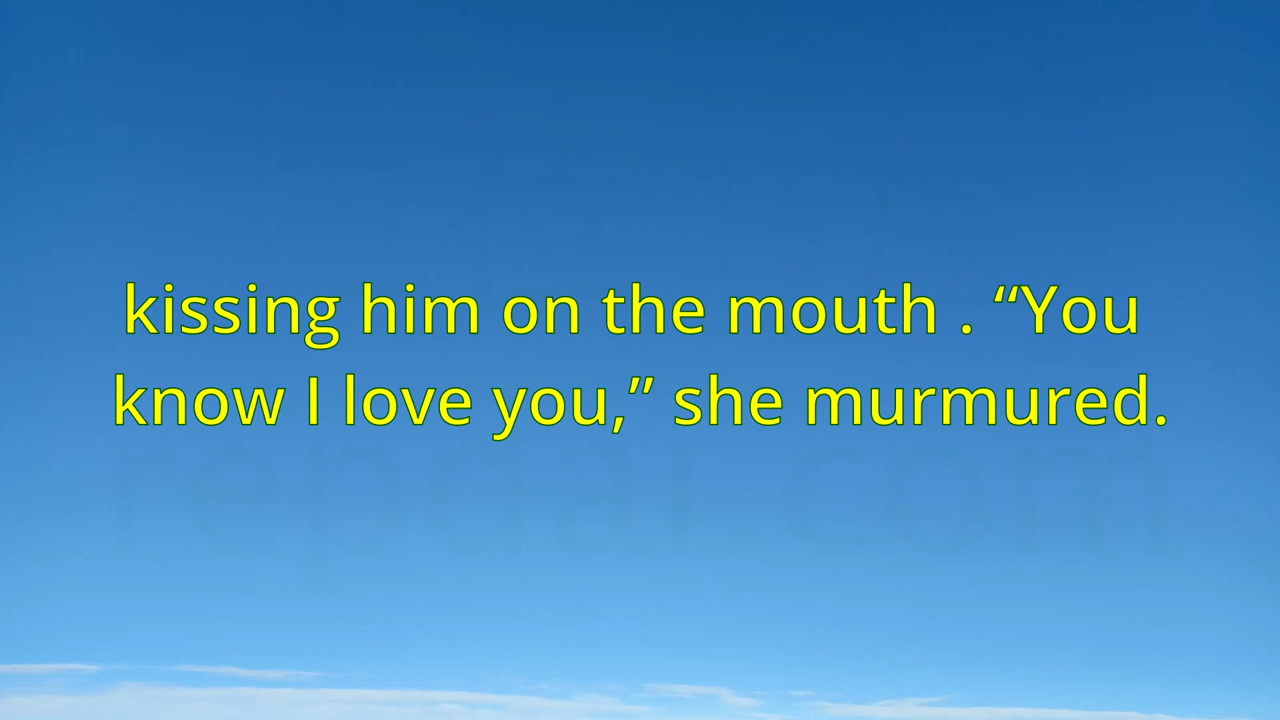 kissing him on the mouth . “You
know I love you,” she murmured.